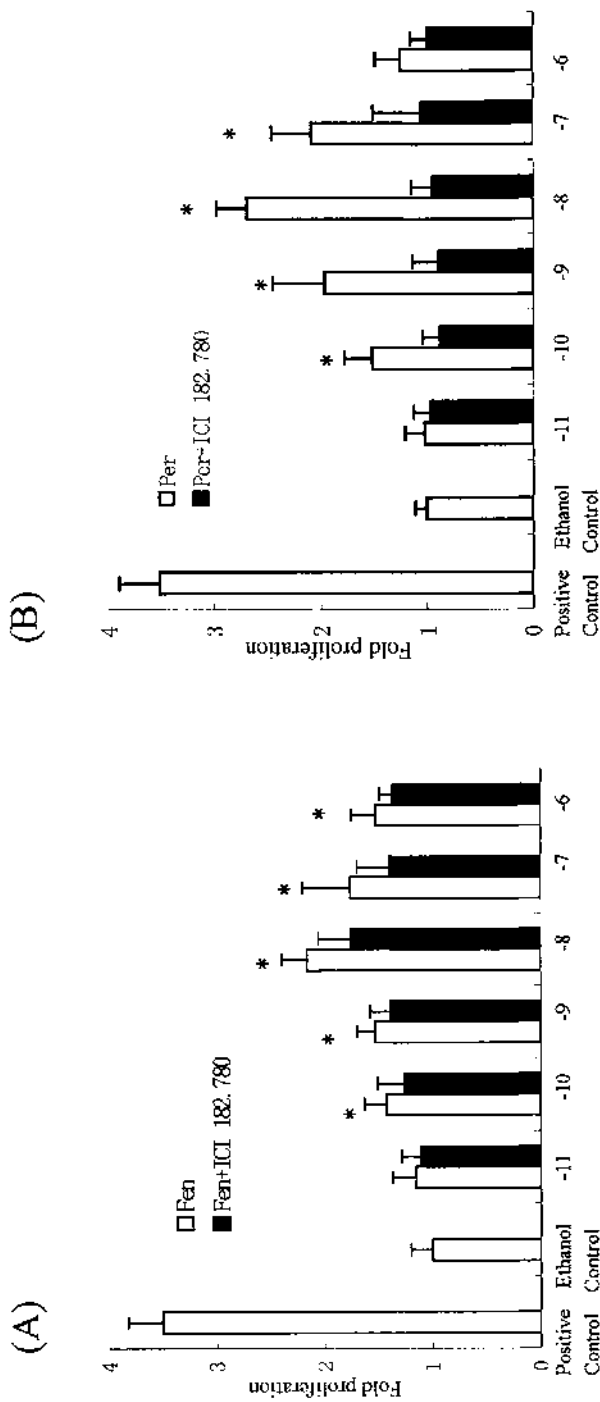 (A)
Fold proliferation
4
3
2
1
0
□ Fen
■ Fen+ICI 182.780
* * * * *
Positive Control
Ethanol Control
-11
-10
-9
-8
-7
-6
(B)
Fold proliferation
4
3
2
1
0
□ Per
■ Per+ICI 182.780
* * * *
Positive Control
Ethanol Control
-11
-10
-9
-8
-7
-6